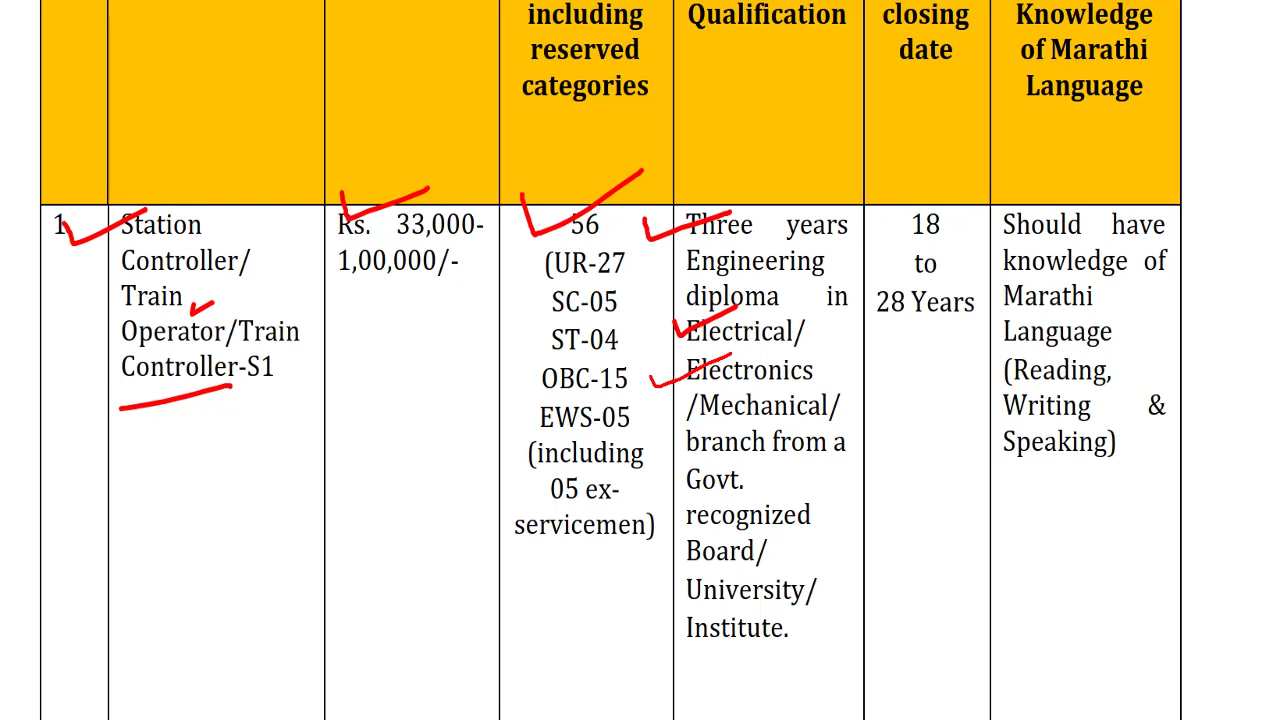 including
reserved
categories
Qualification
closing
date
Knowledge
of Marathi
Language
1
Station
Controller/
Train
Operator/Train
Controller-S1
Rs. 33,000-
1,00,000/-
56
(UR-27
SC-05
ST-04
OBC-15
EWS-05
(including
05 ex-
servicemen)
Three years
Engineering
diploma in
Electrical/
Electronics
/Mechanical/
branch from a
Govt.
recognized
Board/
University/
Institute.
18
to
28 Years
Should have
knowledge of
Marathi
Language
(Reading,
Writing &
Speaking)